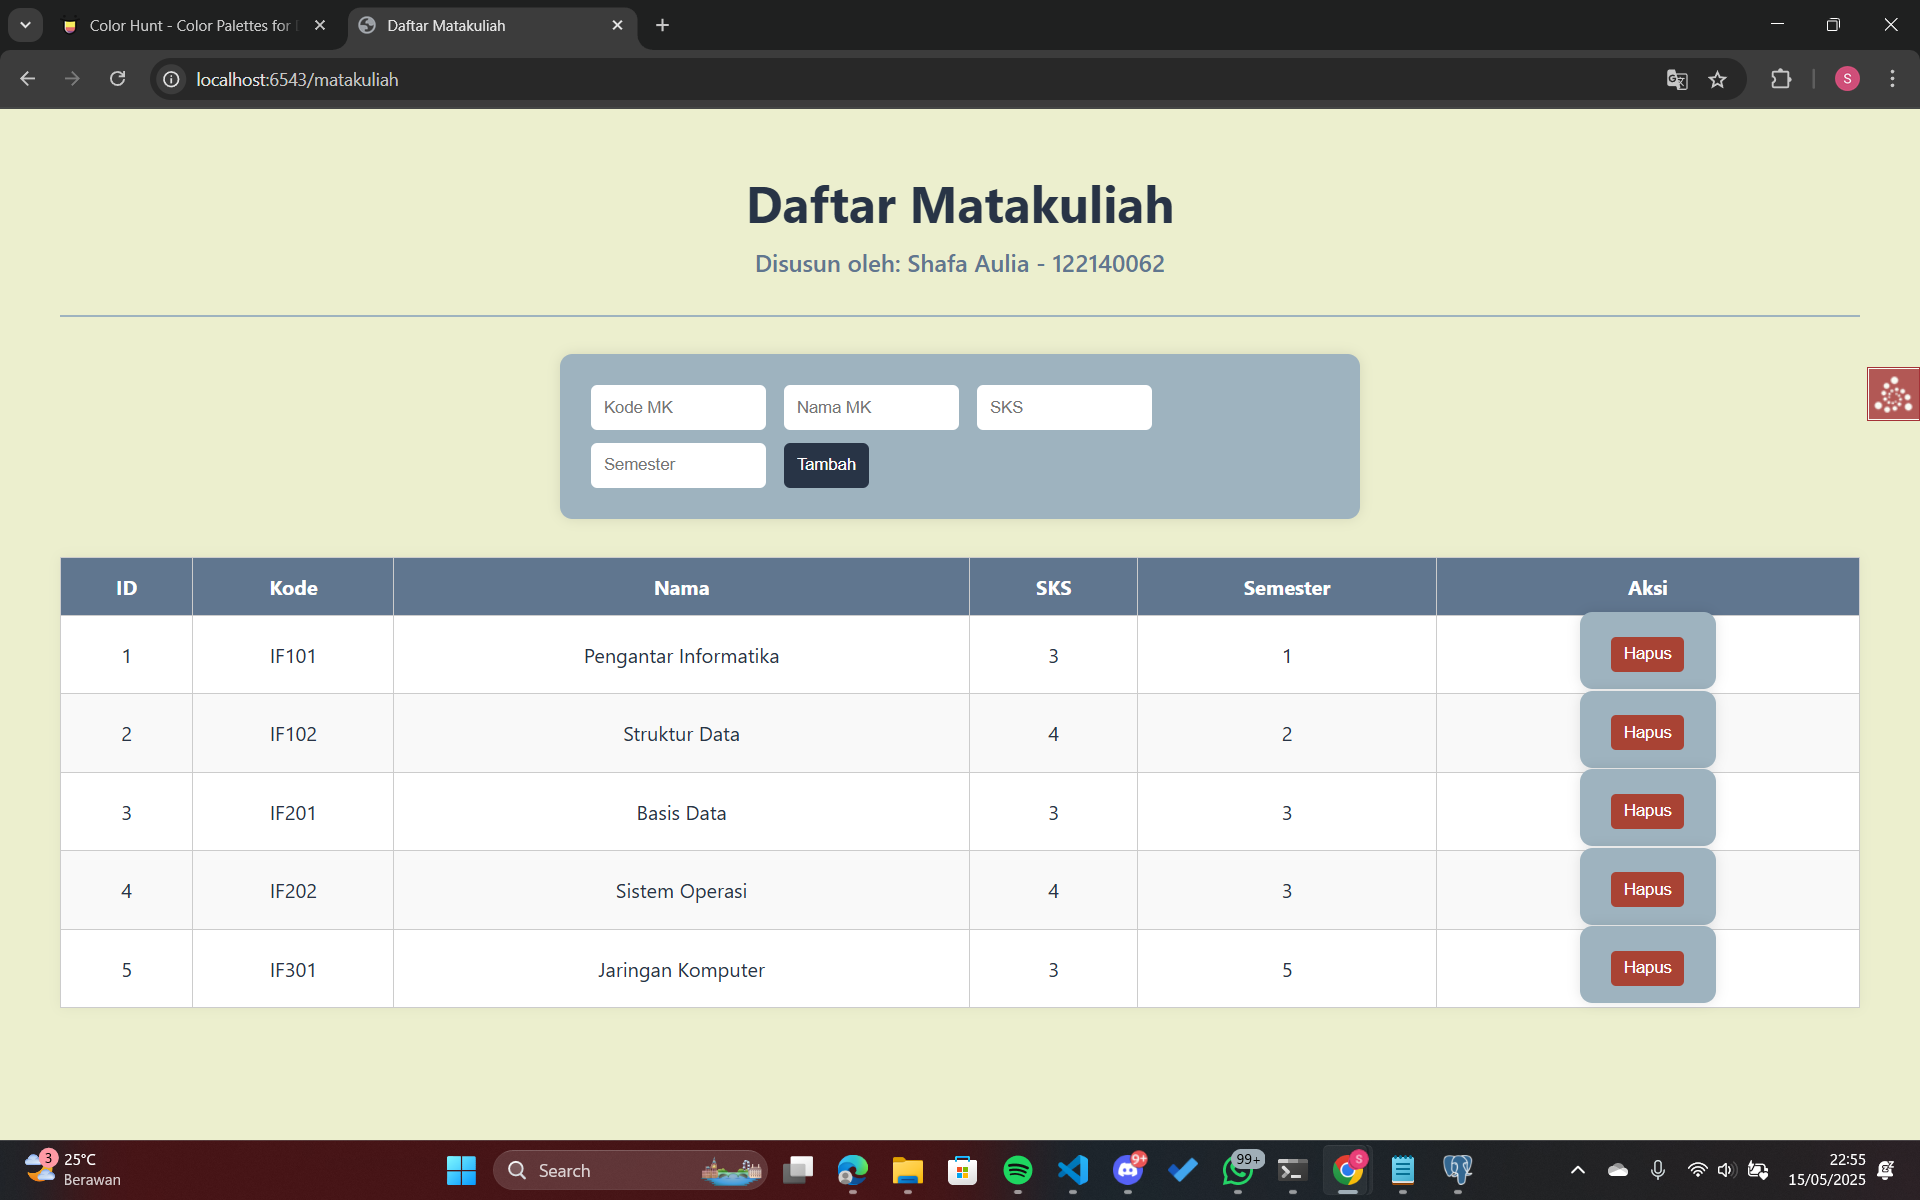 Color Hunt - Color Palettes for
Daftar Matakuliah
localhost:6543/matakuliah
S
Daftar Matakuliah
Disusun oleh: Shafa Aulia - 122140062
Kode MK Nama MK SKS
Semester Tambah
ID Kode Nama SKS Semester Aksi
1 IF101 Pengantar Informatika 3 1 Hapus
2 IF102 Struktur Data 4 2 Hapus
3 IF201 Basis Data 3 3 Hapus
4 IF202 Sistem Operasi 4 3 Hapus
5 IF301 Jaringan Komputer 3 5 Hapus
3
25°C
Berawan
Search
9+
99+
S
22:55
15/05/2025